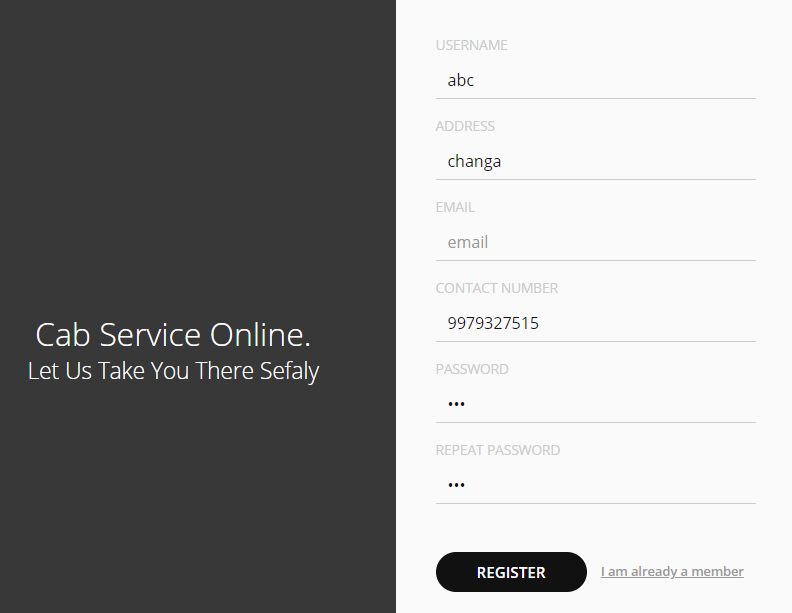 Cab Service Online.
Let Us Take You There Sefaly
USERNAME
abc
ADDRESS
changa
EMAIL
email
CONTACT NUMBER
9979327515
PASSWORD
•••
REPEAT PASSWORD
•••
REGISTER
I am already a member